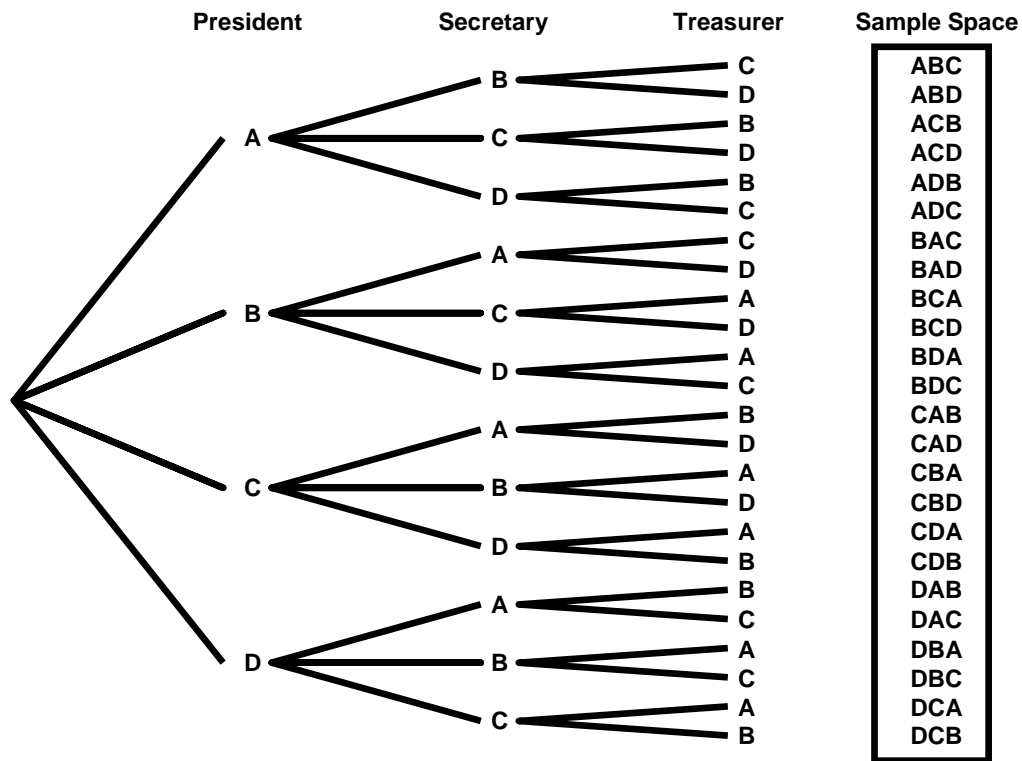 President Secretary Treasurer Sample Space
C ABC
B
D ABD
B ACB
A C
D ACD
B ADB
D
C ADC
C BAC
A
D BAD
A BCA
B C
D BCD
A BDA
D
C BDC
B CAB
A
D CAD
A CBA
C B
D CBD
A CDA
D
B CDB
B DAB
A
C DAC
A DBA
D B
C DBC
A DCA
C
B DCB